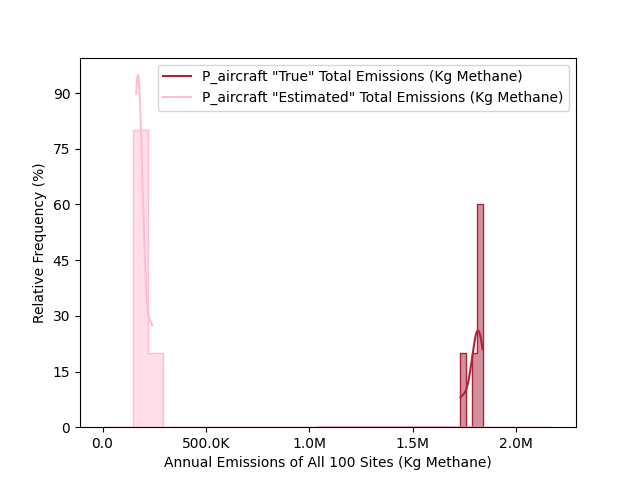 P_aircraft "True" Total Emissions (Kg Methane)
P_aircraft "Estimated" Total Emissions (Kg Methane)
90
75
60
45
30
15
0
Relative Frequency (%)
0.0 500.0K 1.0M 1.5M 2.0M
Annual Emissions of All 100 Sites (Kg Methane)